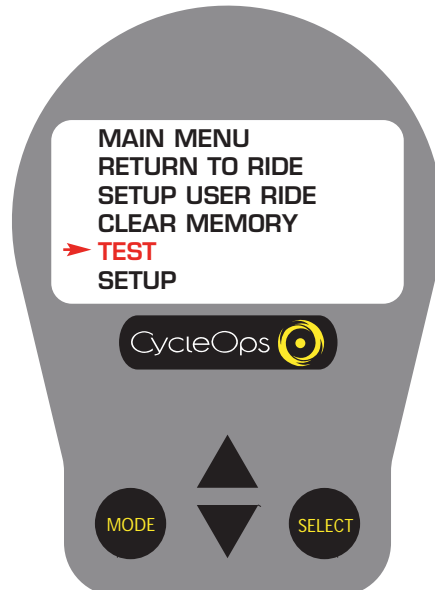 MAIN MENU
RETURN TO RIDE
SETUP USER RIDE
CLEAR MEMORY
TEST
SETUP
CycleOps
MODE
SELECT